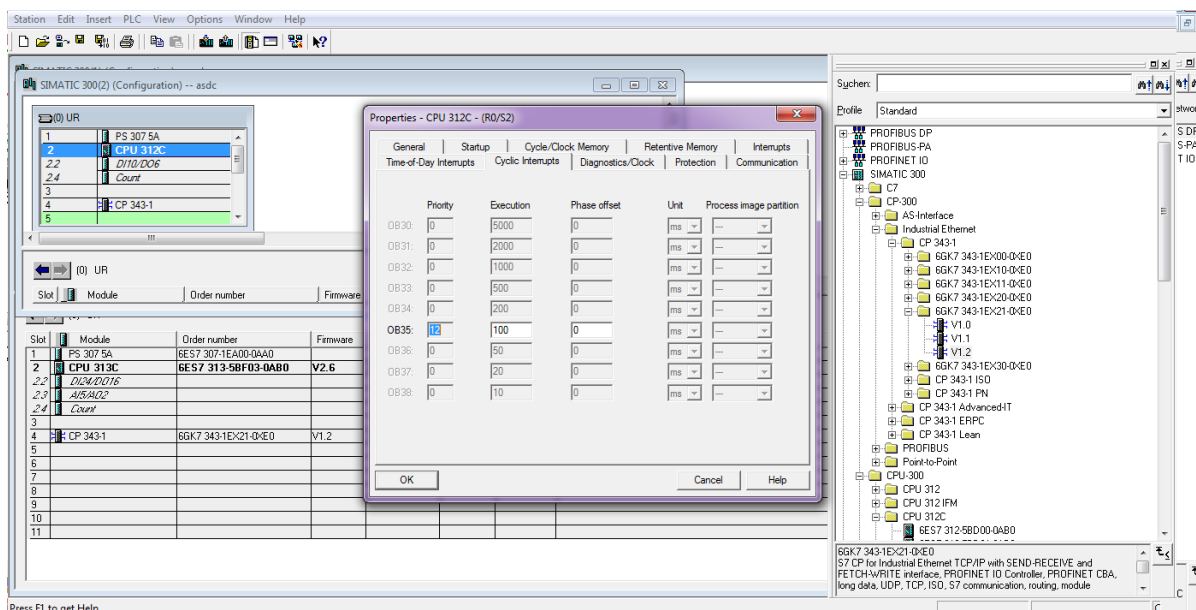 Station Edit Insert PLC View Options Window Help
SIMATIC 300(2) (Configuration) -- asdc
(0) UR
1 PS 307 5A
2 CPU 312C
2.2 DI10/DO6
2.4 Count
3
4 CP 343-1
5
(0) UR
Slot Module Order number Firmware
Slot Module Order number Firmware
1 PS 307 5A 6ES7 307-1EA00-0AA0
2 CPU 313C 6ES7 313-5BF03-0AB0 V2.6
2.2 DI24/DO16
2.3 AI5/AO2
2.4 Count
3
4 CP 343-1 6GK7 343-1EX21-0XE0 V1.2
5
6
7
8
9
10
11
Properties - CPU 312C - (R0/S2)
General Startup Cycle/Clock Memory Retentive Memory Interrupts
Time-of-Day Interrupts Cyclic Interrupts Diagnostics/Clock Protection Communication
Priority Execution Phase offset Unit Process image partition
OB30: 0 5000 0 ms ---
OB31: 0 2000 0 ms ---
OB32: 0 1000 0 ms ---
OB33: 0 500 0 ms ---
OB34: 0 200 0 ms ---
OB35: 12 100 0 ms ---
OB36: 0 50 0 ms ---
OB37: 0 20 0 ms ---
OB38: 0 10 0 ms ---
OK Cancel Help
Suchen:
Profile Standard
PROFIBUS DP
PROFIBUS-PA
PROFINET IO
SIMATIC 300
C7
CP-300
AS-Interface
Industrial Ethernet
CP 343-1
6GK7 343-1EX00-0XE0
6GK7 343-1EX10-0XE0
6GK7 343-1EX11-0XE0
6GK7 343-1EX20-0XE0
6GK7 343-1EX21-0XE0
V1.0
V1.1
V1.2
6GK7 343-1EX30-0XE0
CP 343-1 ISO
CP 343-1 PN
CP 343-1 Advanced-IT
CP 343-1 ERPC
CP 343-1 Lean
PROFIBUS
Point-to-Point
CPU-300
CPU 312
CPU 312 IFM
CPU 312C
6ES7 312-5BD00-0AB0
6GK7 343-1EX21-0XE0
S7 CP for Industrial Ethernet TCP/IP with SEND-RECEIVE and
FETCH-WRITE interface, PROFINET IO Controller, PROFINET CBA,
long data, UDP, TCP, ISO, S7 communication, routing, module
Press F1 to get Help.